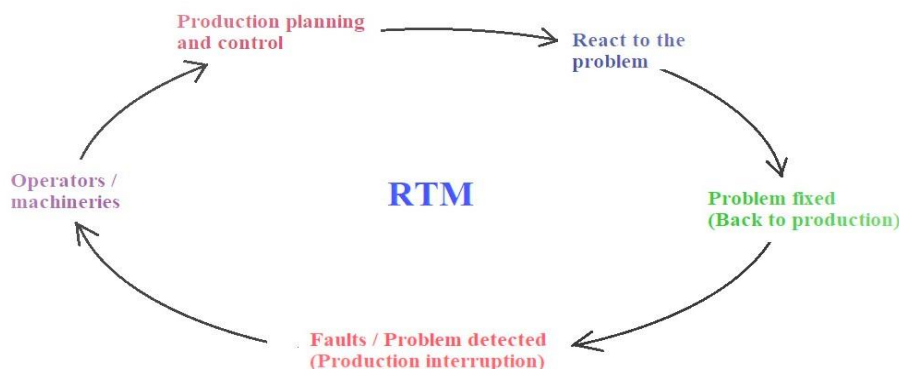 Production planning
and control
React to the
problem
Operators /
machineries
RTM
Problem fixed
(Back to production)
Faults / Problem detected
(Production interruption)